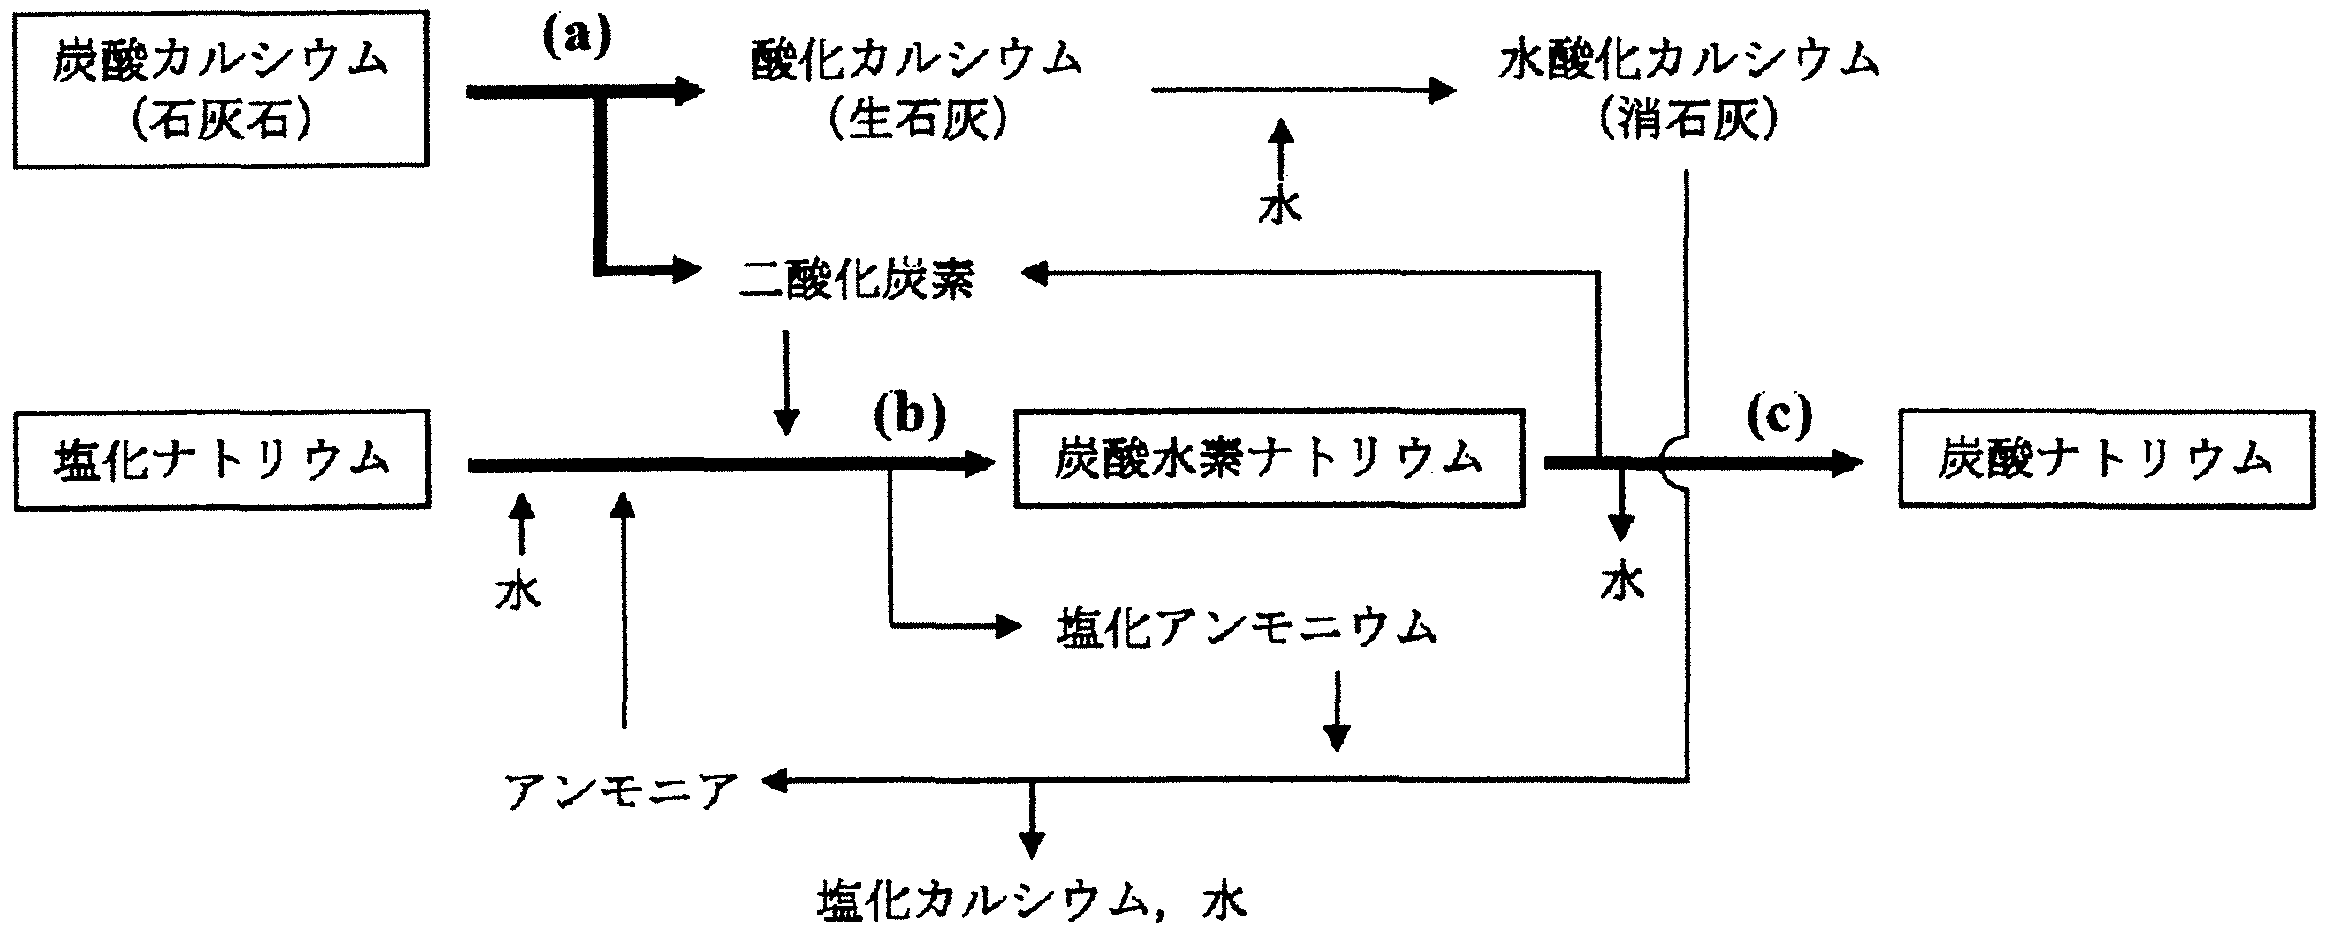 (a)
炭酸カルシウム
(石灰石)
酸化カルシウム
(生石灰)
水酸化カルシウム
(消石灰)
水
二酸化炭素
(b)
(c)
塩化ナトリウム
炭酸水素ナトリウム
炭酸ナトリウム
水
水
塩化アンモニウム
アンモニア
塩化カルシウム, 水